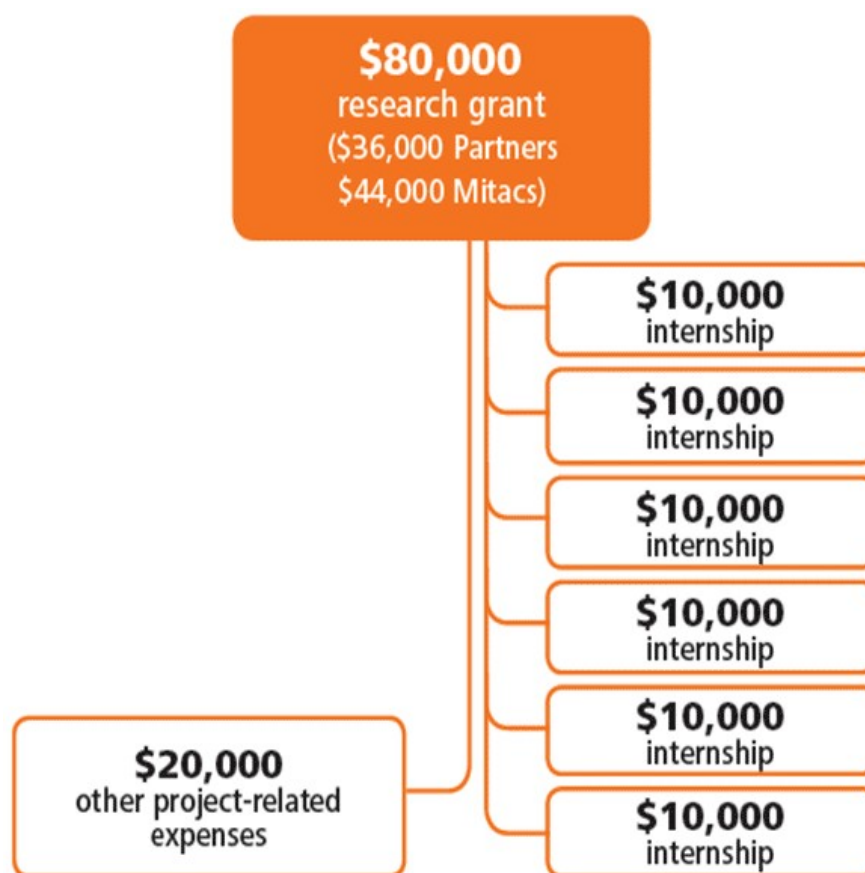 $80,000
research grant
($36,000 Partners
$44,000 Mitacs)
$10,000
internship
$10,000
internship
$10,000
internship
$10,000
internship
$10,000
internship
$10,000
internship
$20,000
other project-related
expenses